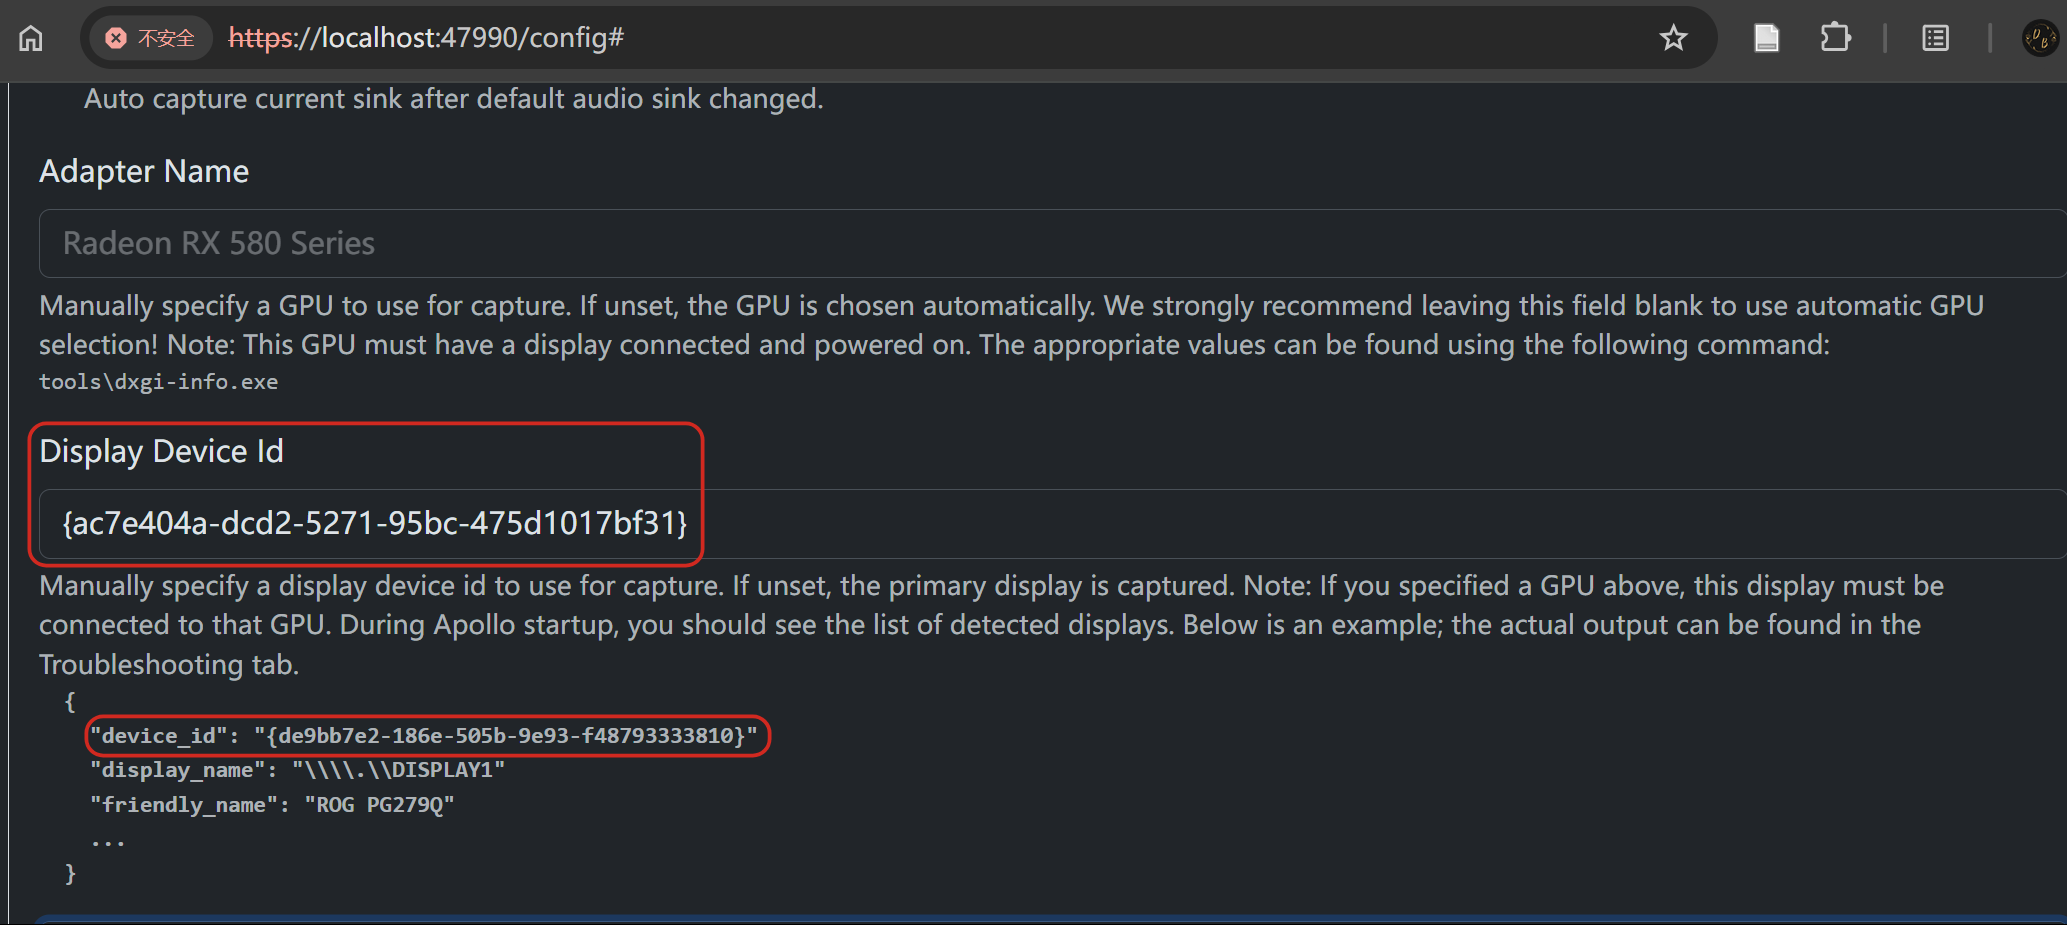 不安全 https://localhost:47990/config#
Auto capture current sink after default audio sink changed.
Adapter Name
Radeon RX 580 Series
Manually specify a GPU to use for capture. If unset, the GPU is chosen automatically. We strongly recommend leaving this field blank to use automatic GPU
selection! Note: This GPU must have a display connected and powered on. The appropriate values can be found using the following command:
tools\dxgi-info.exe
Display Device Id
{ac7e404a-dcd2-5271-95bc-475d1017bf31}
Manually specify a display device id to use for capture. If unset, the primary display is captured. Note: If you specified a GPU above, this display must be
connected to that GPU. During Apollo startup, you should see the list of detected displays. Below is an example; the actual output can be found in the
Troubleshooting tab.
{
"device_id": "{de9bb7e2-186e-505b-9e93-f48793333810}"
"display_name": "\\\\.\\DISPLAY1"
"friendly_name": "ROG PG279Q"
...
}